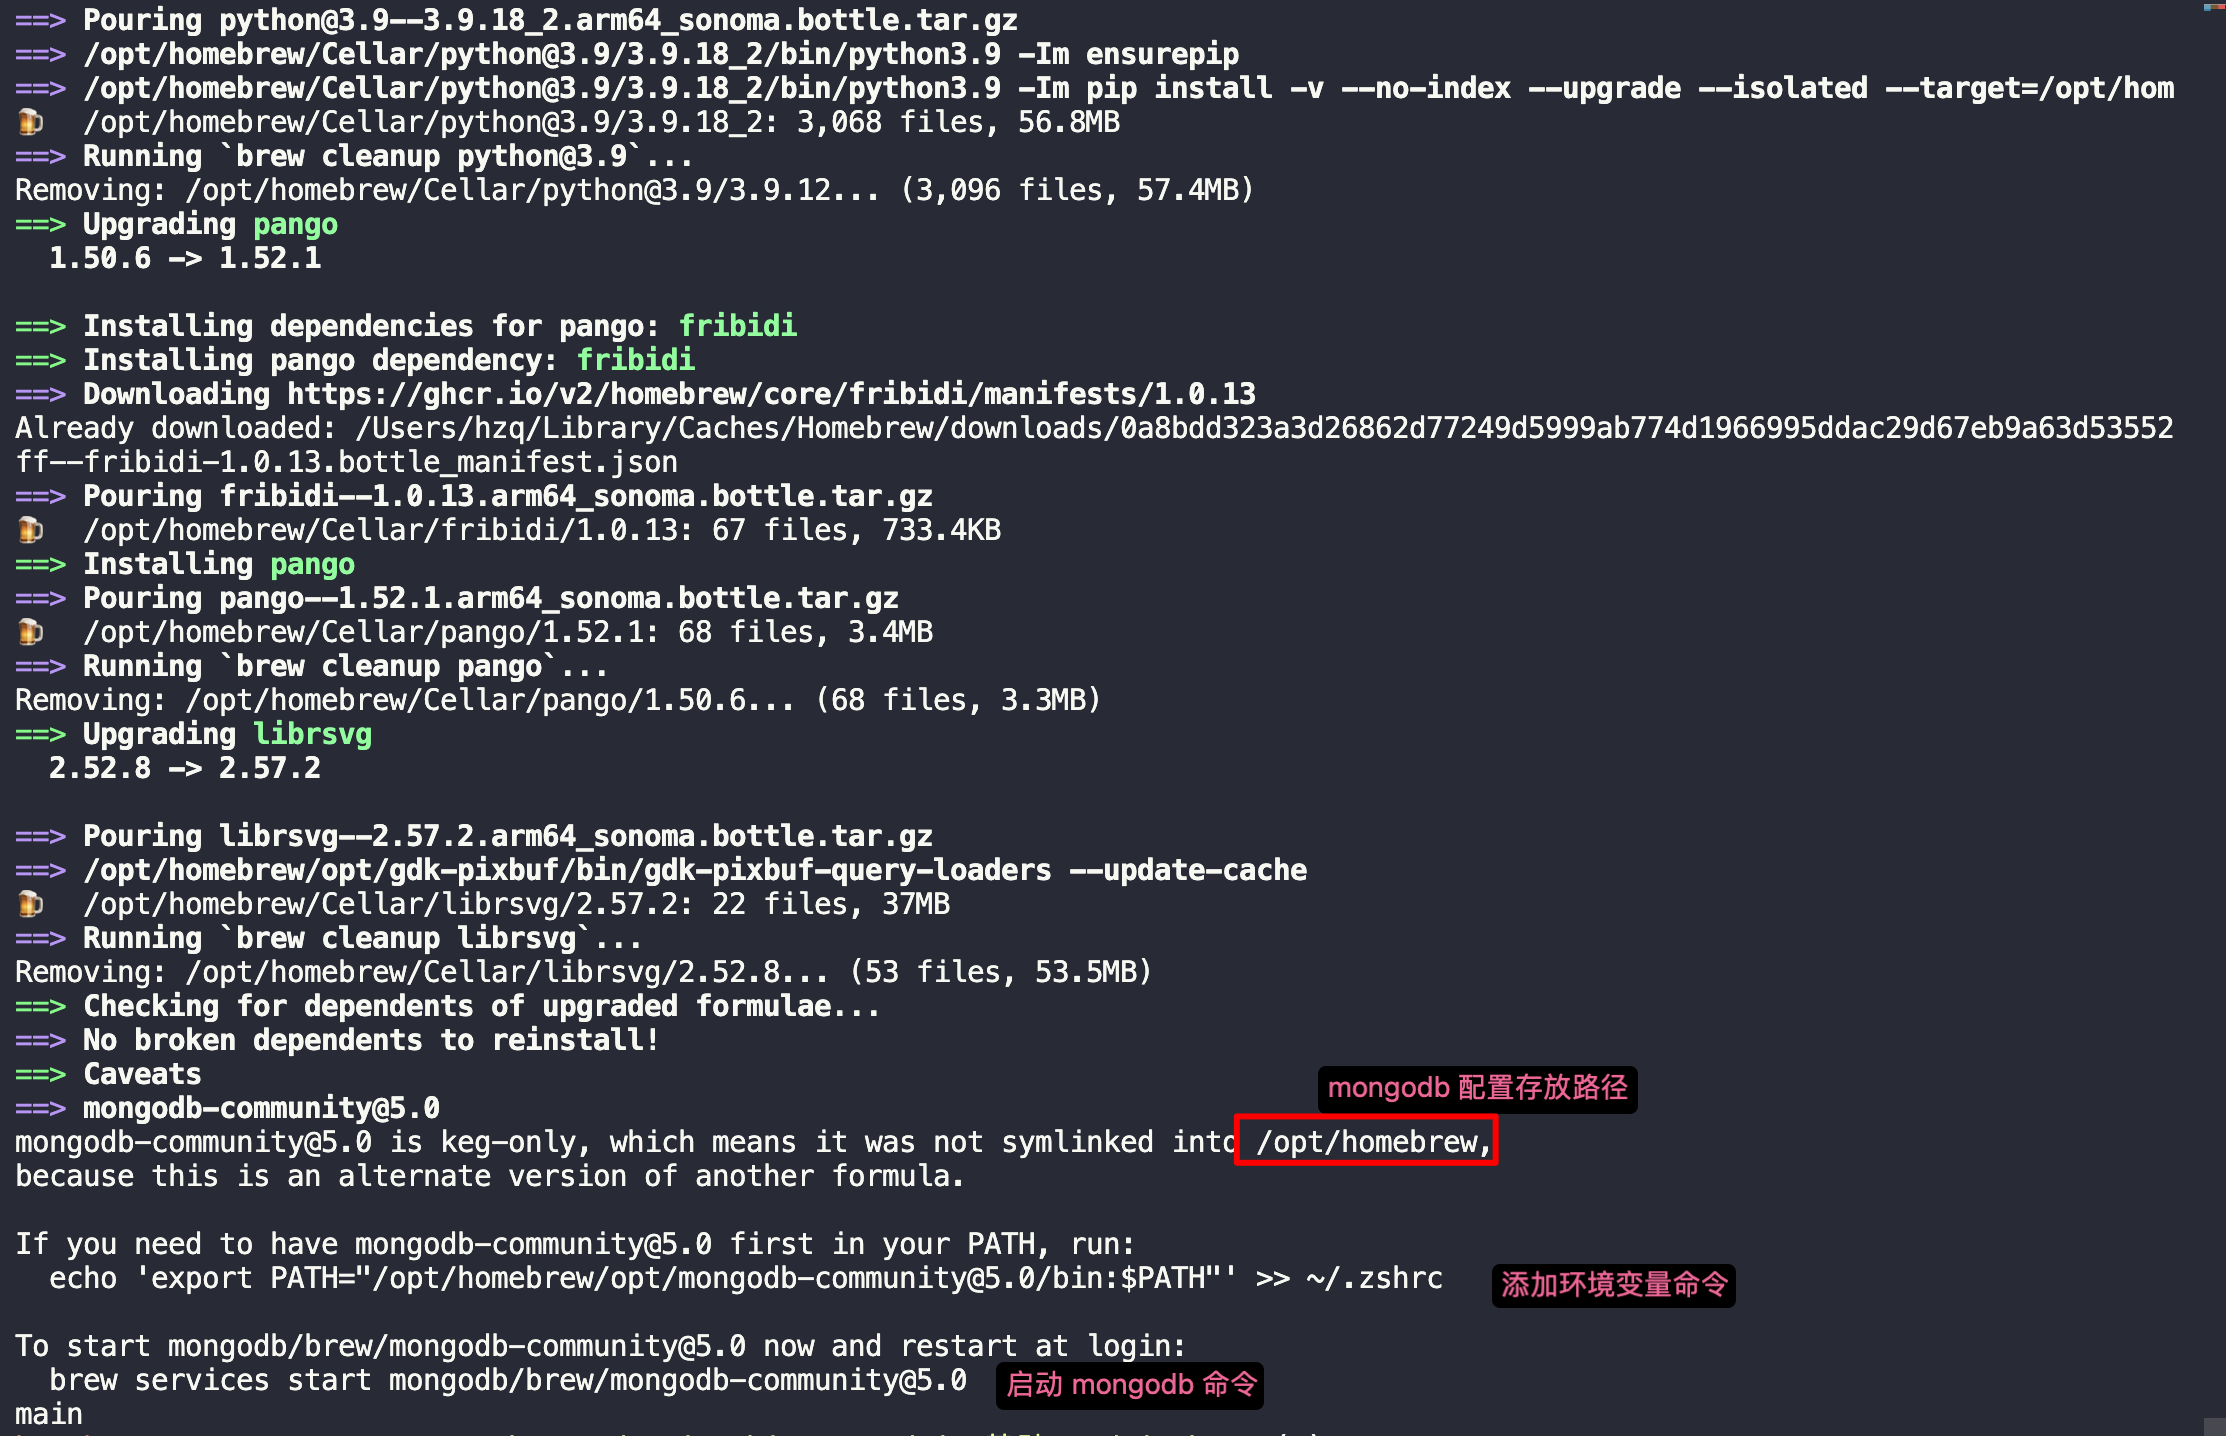 ==> Pouring python@3.9--3.9.18_2.arm64_sonoma.bottle.tar.gz
==> /opt/homebrew/Cellar/python@3.9/3.9.18_2/bin/python3.9 -Im ensurepip
==> /opt/homebrew/Cellar/python@3.9/3.9.18_2/bin/python3.9 -Im pip install -v --no-index --upgrade --isolated --target=/opt/hom
🍺  /opt/homebrew/Cellar/python@3.9/3.9.18_2: 3,068 files, 56.8MB
==> Running `brew cleanup python@3.9`...
Removing: /opt/homebrew/Cellar/python@3.9/3.9.12... (3,096 files, 57.4MB)
==> Upgrading pango
  1.50.6 -> 1.52.1
==> Installing dependencies for pango: fribidi
==> Installing pango dependency: fribidi
==> Downloading https://ghcr.io/v2/homebrew/core/fribidi/manifests/1.0.13
Already downloaded: /Users/hzq/Library/Caches/Homebrew/downloads/0a8bdd323a3d26862d77249d5999ab774d1966995ddac29d67eb9a63d53552
ff--fribidi-1.0.13.bottle_manifest.json
==> Pouring fribidi--1.0.13.arm64_sonoma.bottle.tar.gz
🍺  /opt/homebrew/Cellar/fribidi/1.0.13: 67 files, 733.4KB
==> Installing pango
==> Pouring pango--1.52.1.arm64_sonoma.bottle.tar.gz
🍺  /opt/homebrew/Cellar/pango/1.52.1: 68 files, 3.4MB
==> Running `brew cleanup pango`...
Removing: /opt/homebrew/Cellar/pango/1.50.6... (68 files, 3.3MB)
==> Upgrading librsvg
  2.52.8 -> 2.57.2
==> Pouring librsvg--2.57.2.arm64_sonoma.bottle.tar.gz
==> /opt/homebrew/opt/gdk-pixbuf/bin/gdk-pixbuf-query-loaders --update-cache
🍺  /opt/homebrew/Cellar/librsvg/2.57.2: 22 files, 37MB
==> Running `brew cleanup librsvg`...
Removing: /opt/homebrew/Cellar/librsvg/2.52.8... (53 files, 53.5MB)
==> Checking for dependents of upgraded formulae...
==> No broken dependents to reinstall!
==> Caveats
mongodb 配置存放路径
==> mongodb-community@5.0
mongodb-community@5.0 is keg-only, which means it was not symlinked into /opt/homebrew,
because this is an alternate version of another formula.
If you need to have mongodb-community@5.0 first in your PATH, run:
  echo 'export PATH="/opt/homebrew/opt/mongodb-community@5.0/bin:$PATH"' >> ~/.zshrc 添加环境变量命令
To start mongodb/brew/mongodb-community@5.0 now and restart at login:
  brew services start mongodb/brew/mongodb-community@5.0 启动 mongodb 命令
main